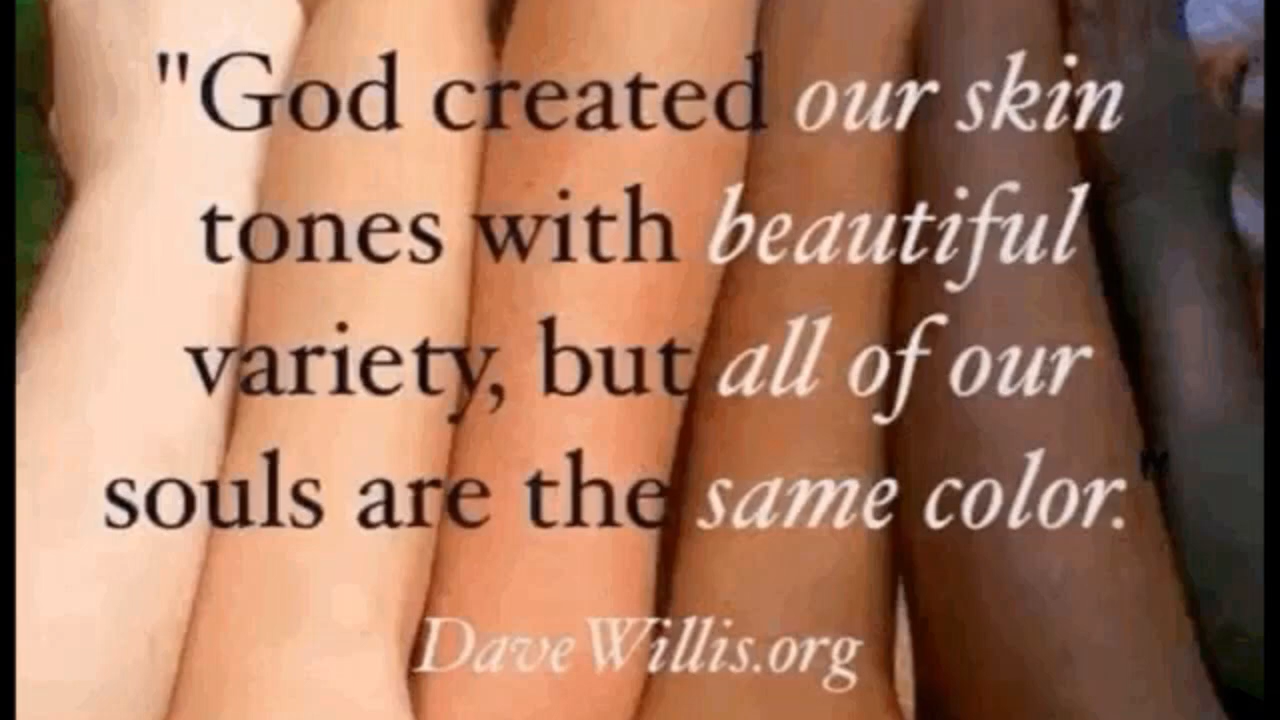 "God created our skin
tones with beautiful
variety, but all of our
souls are the same color."
DaveWillis.org